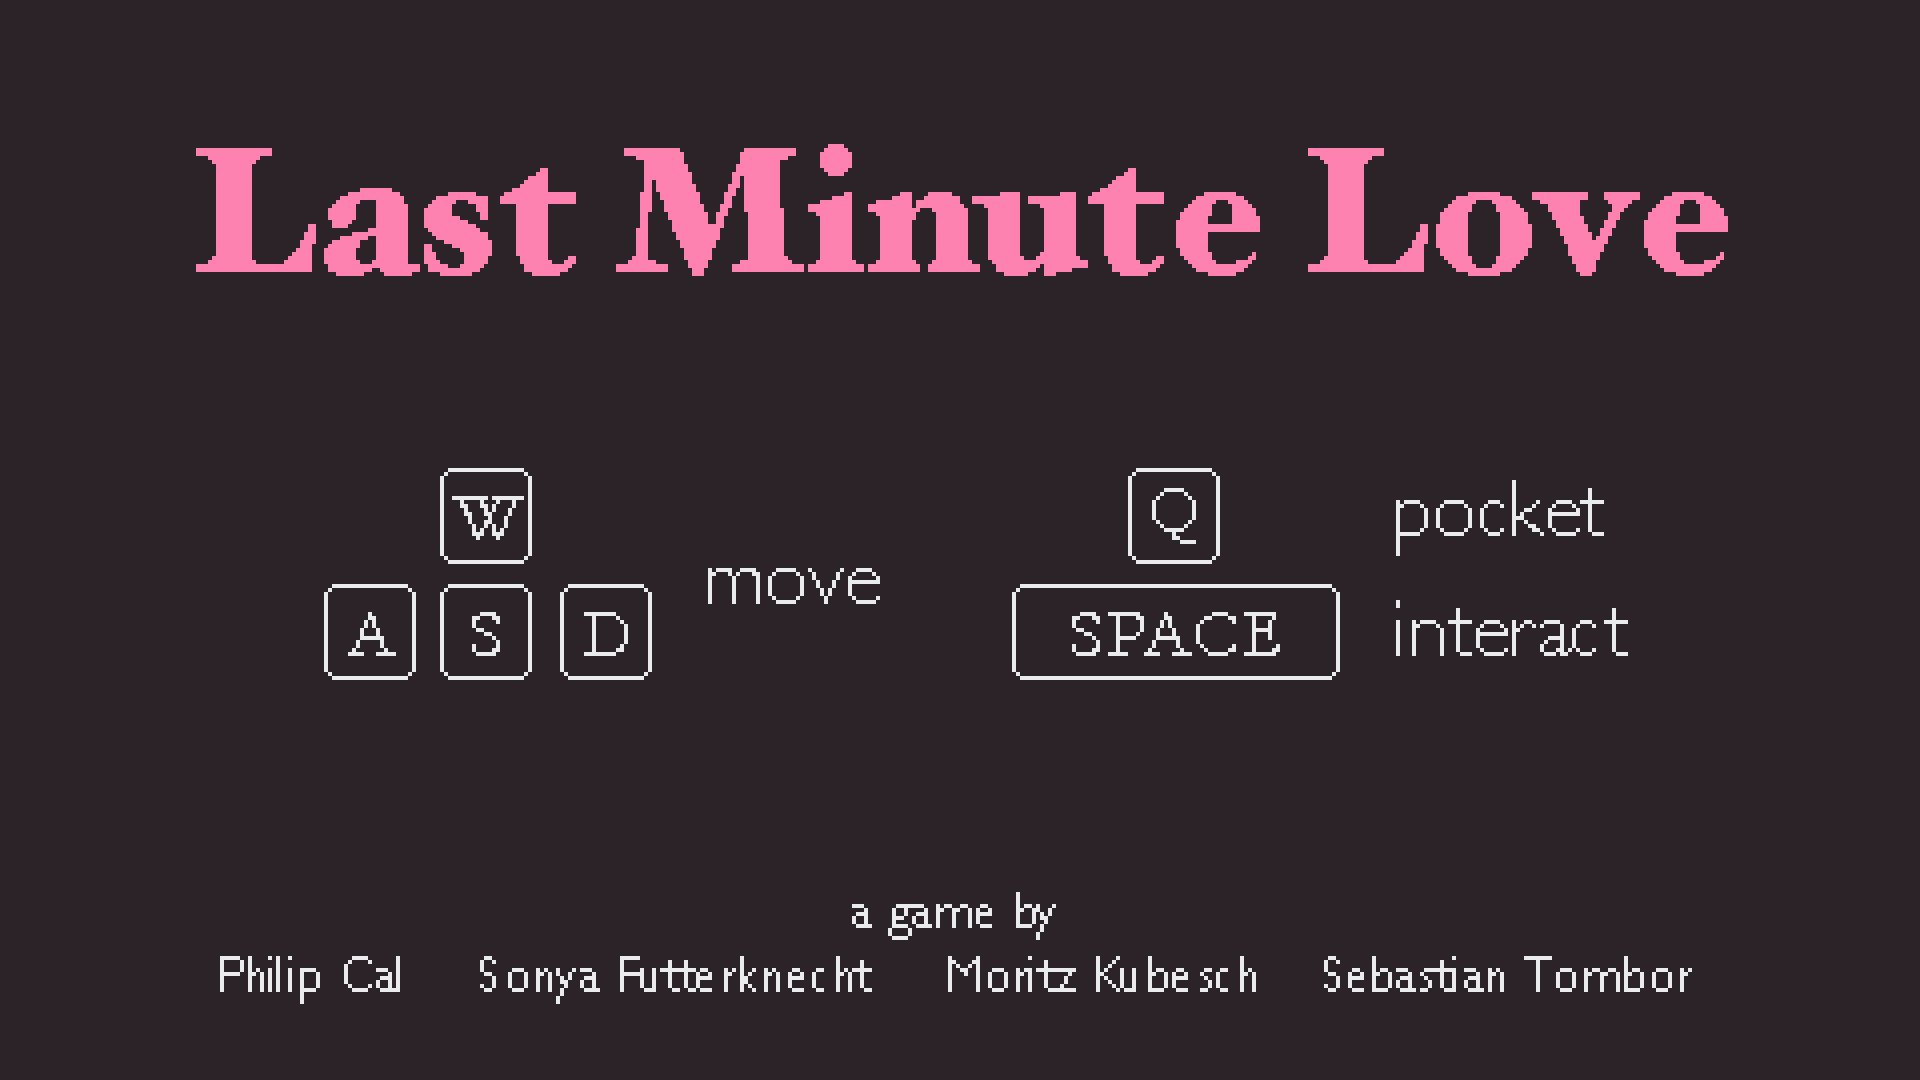 Last Minute Love
W
Q pocket
A S D move
SPACE interact
a game by
Philip Cal Sonya Futterknecht Moritz Kubesch Sebastian Tombor